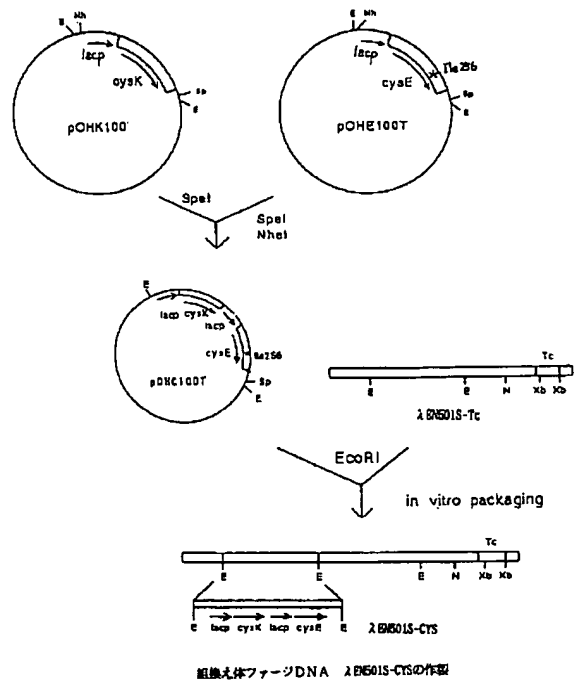 E Nh
lacp
cysK
Sp
E
pOHK100
E Nh
lacp
Ile256
cysE
Sp
E
pOHE100T
SpeI
SpeI
NheI
E
lacp cysK
lacp
cysE
Ile256
Sp
E
pOHC100T
Tc
E E N Xb Xb
λEN501S-Tc
EcoRI
in vitro packaging
Tc
E E E N Xb Xb
E lacp cysK lacp cysE E
λEN501S-CYS
組換え体ファージDNA λEN501S-CYSの作製